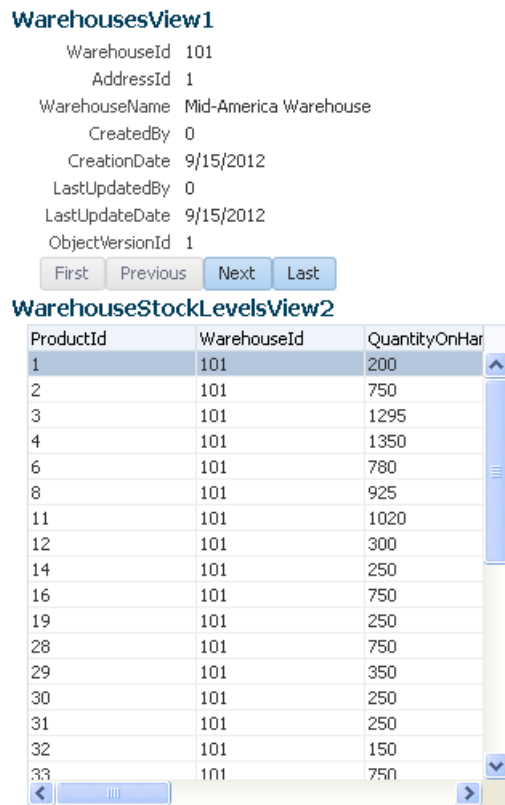 WarehousesView1
WarehouseId 101
AddressId 1
WarehouseName Mid-America Warehouse
CreatedBy 0
CreationDate 9/15/2012
LastUpdatedBy 0
LastUpdateDate 9/15/2012
ObjectVersionId 1
First Previous Next Last
WarehouseStockLevelsView2
ProductId WarehouseId QuantityOnHar
1 101 200
2 101 750
3 101 1295
4 101 1350
6 101 780
8 101 925
11 101 1020
12 101 300
14 101 250
16 101 750
19 101 250
28 101 750
29 101 350
30 101 250
31 101 250
32 101 150
33 101 750